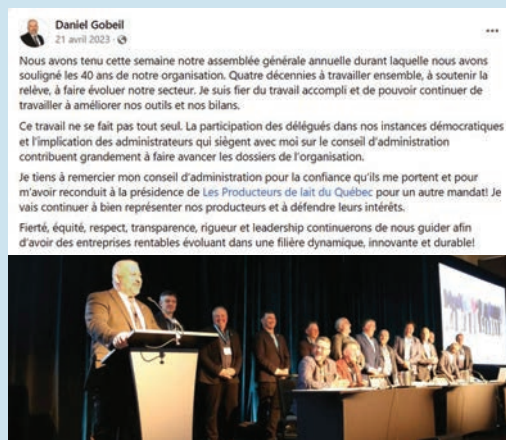 Daniel Gobeil
21 avril 2023 ·
Nous avons tenu cette semaine notre assemblée générale annuelle durant laquelle nous avons
souligné les 40 ans de notre organisation. Quatre décennies à travailler ensemble, à soutenir la
relève, à faire évoluer notre secteur. Je suis fier du travail accompli et de pouvoir continuer de
travailler à améliorer nos outils et nos bilans.
Ce travail ne se fait pas tout seul. La participation des délégués dans nos instances démocratiques
et l'implication des administrateurs qui siègent avec moi sur le conseil d'administration
contribuent grandement à faire avancer les dossiers de l'organisation.
Je tiens à remercier mon conseil d'administration pour la confiance qu'ils me portent et pour
m'avoir reconduit à la présidence de Les Producteurs de lait du Québec pour un autre mandat! Je
vais continuer à bien représenter nos producteurs et à défendre leurs intérêts.
Fierté, équité, respect, transparence, rigueur et leadership continuerons de nous guider afin
d'avoir des entreprises rentables évoluant dans une filière dynamique, innovante et durable!